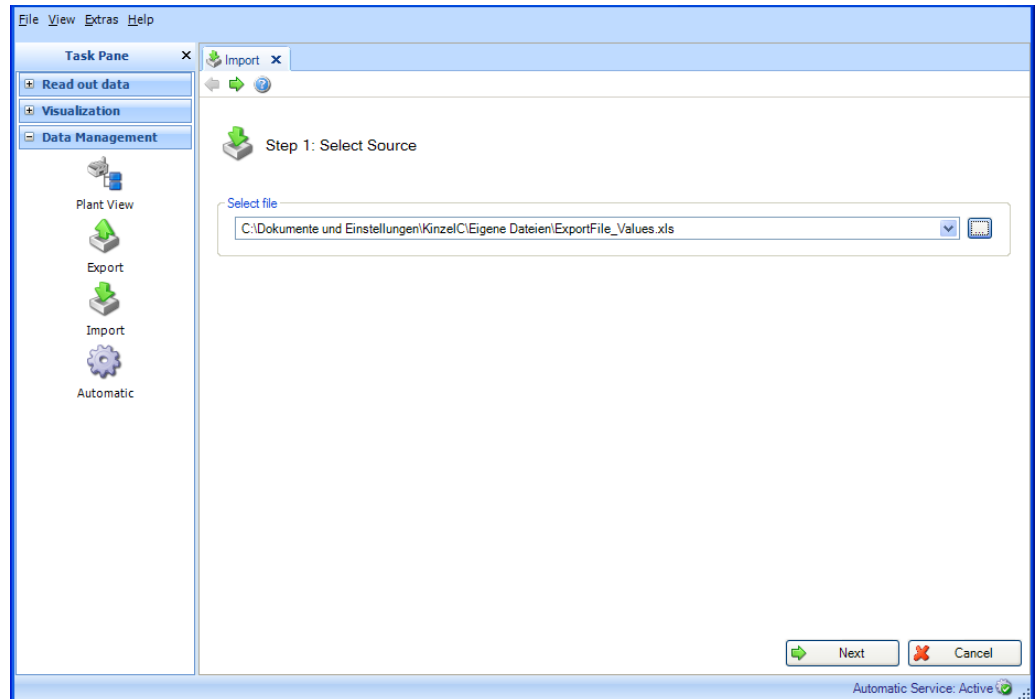 File View Extras Help
Task Pane
Import
Read out data
Visualization
Data Management
Plant View
Export
Import
Automatic
Step 1: Select Source
Select file
C:\Dokumente und Einstellungen\KinzelC\Eigene Dateien\ExportFile_Values.xls
...
Next
Cancel
Automatic Service: Active